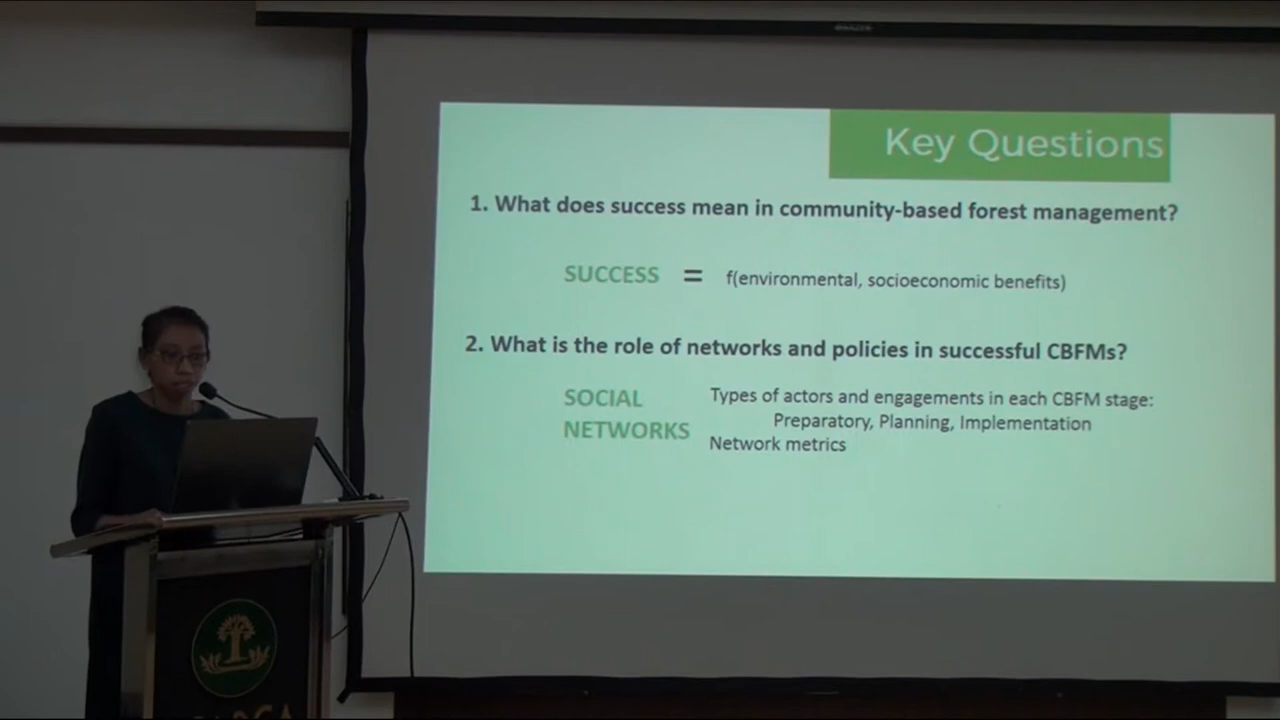 Key Questions
1. What does success mean in community-based forest management?
SUCCESS = f(environmental, socioeconomic benefits)
2. What is the role of networks and policies in successful CBFMs?
SOCIAL
NETWORKS
Types of actors and engagements in each CBFM stage:
Preparatory, Planning, Implementation
Network metrics